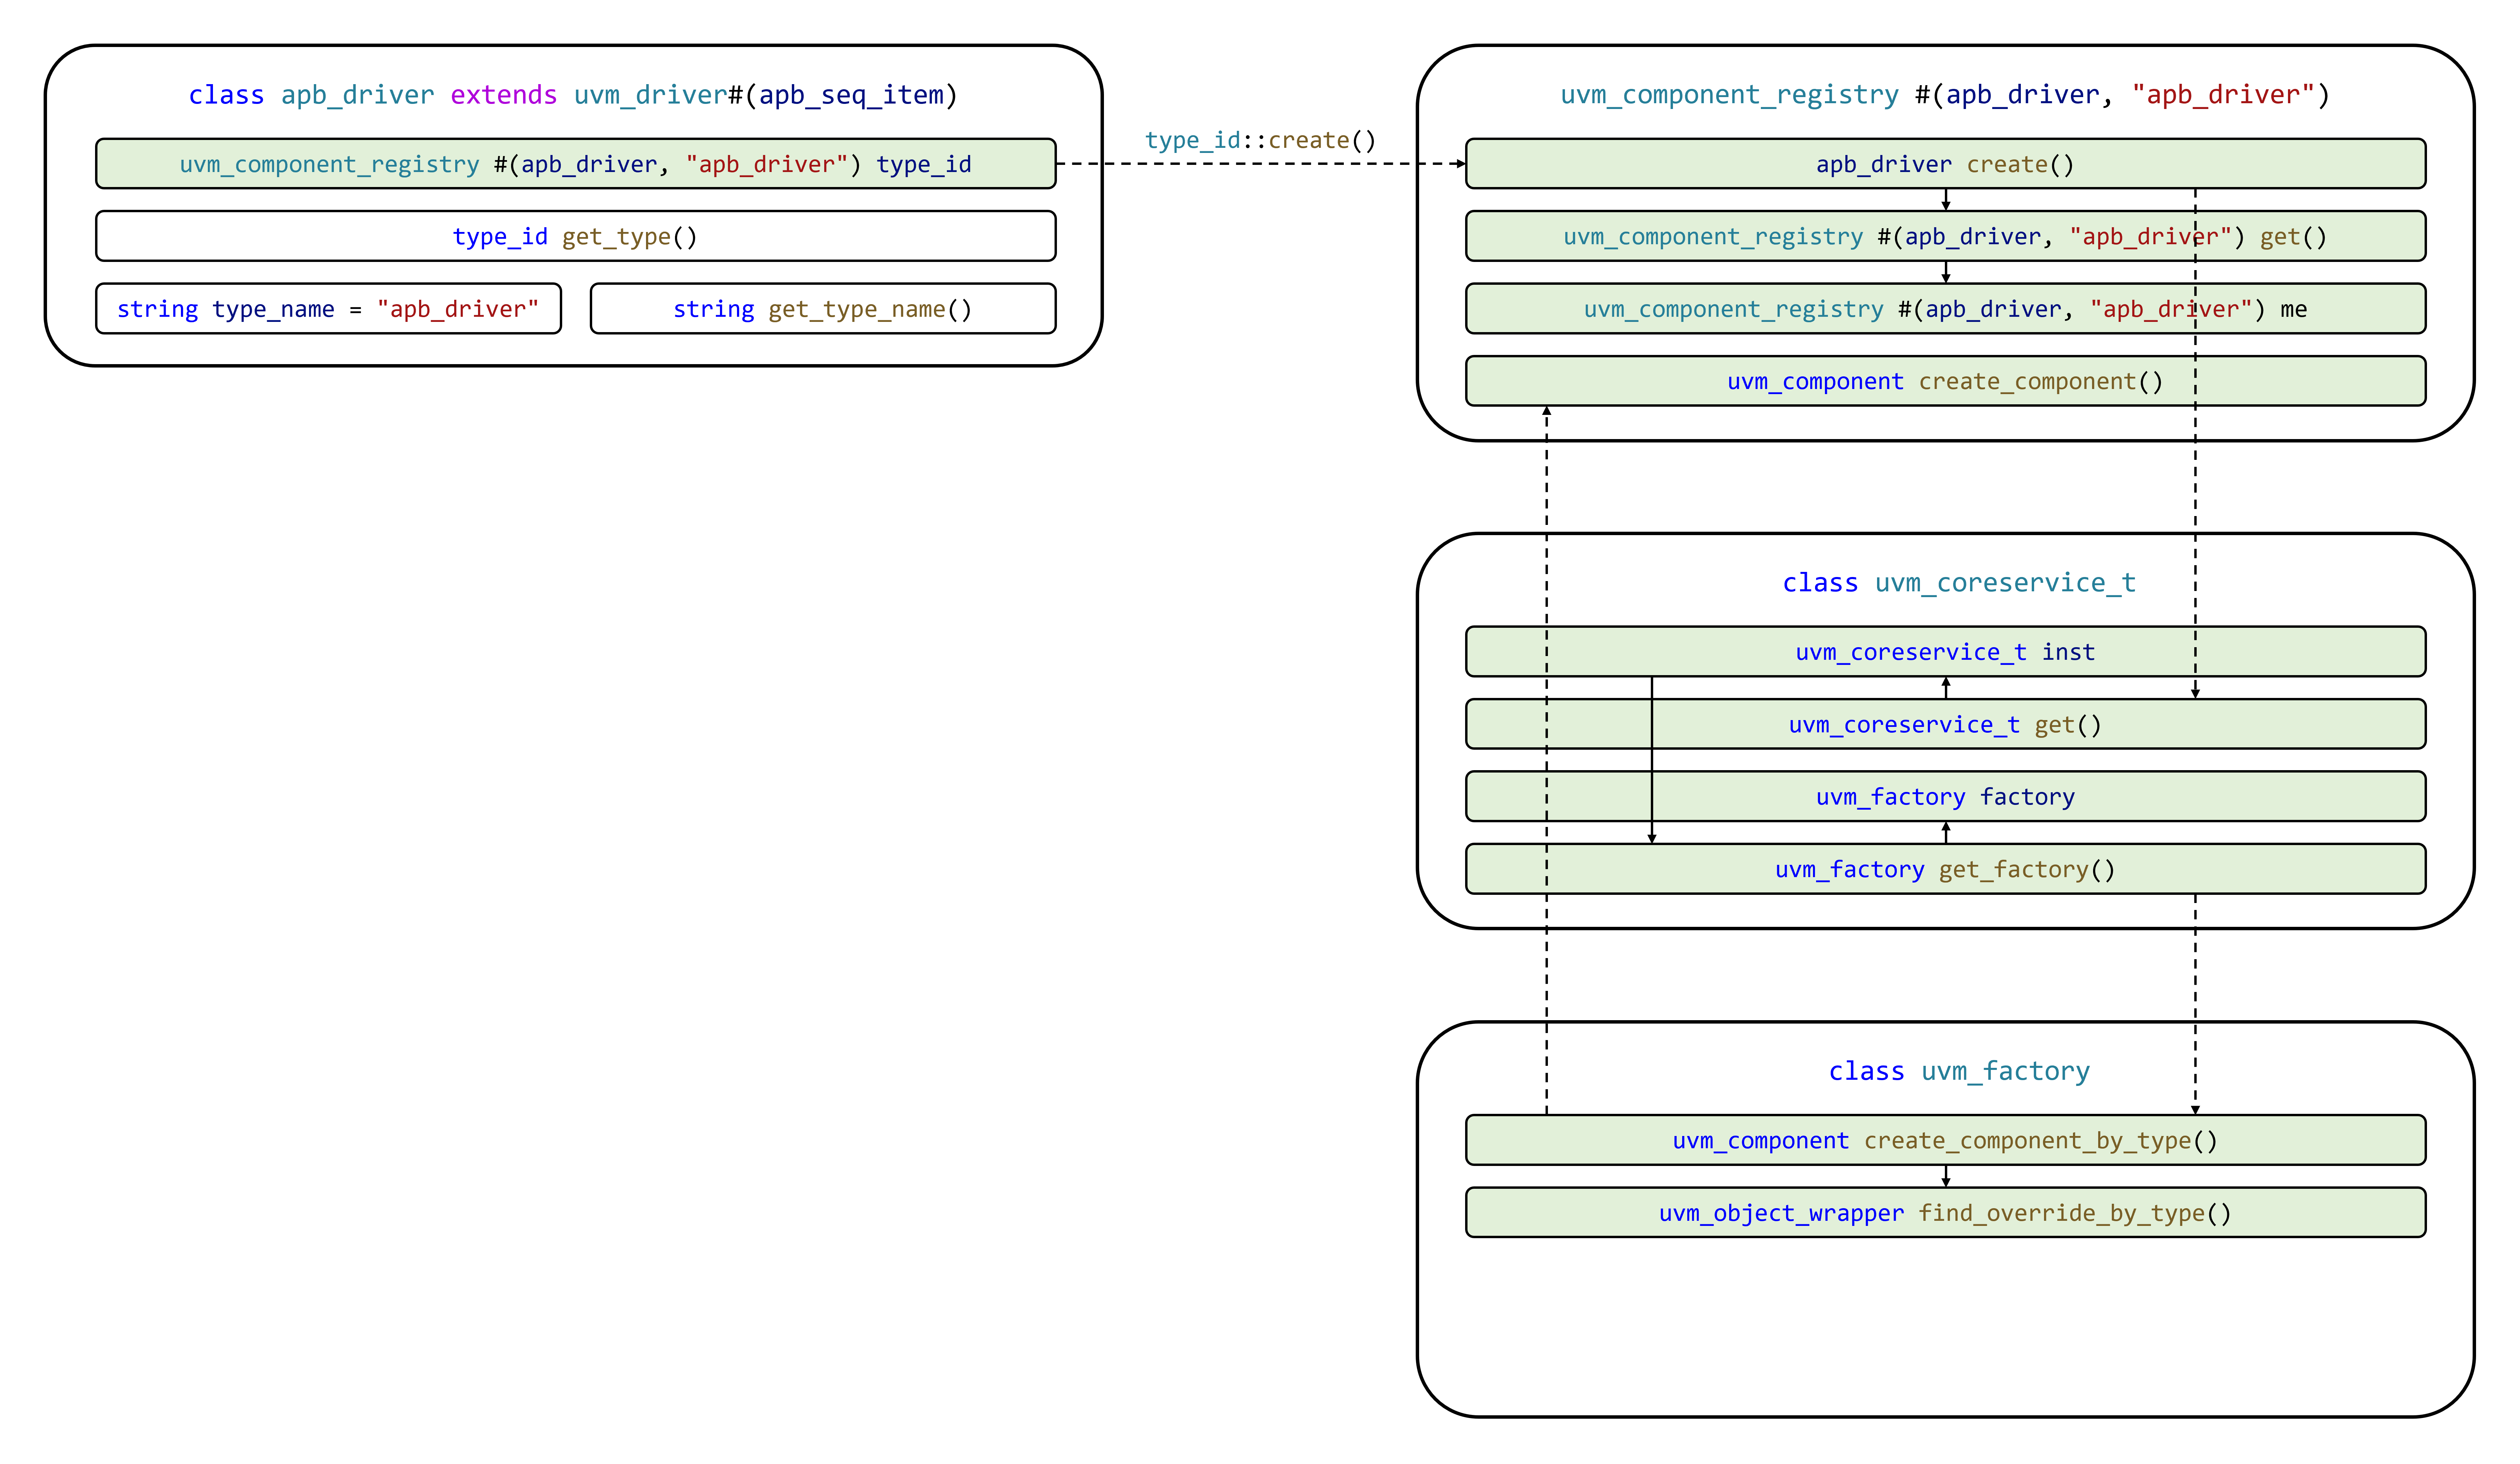 class apb_driver extends uvm_driver#(apb_seq_item)
uvm_component_registry #(apb_driver, "apb_driver") type_id
type_id get_type()
string type_name = "apb_driver"
string get_type_name()
type_id::create()
uvm_component_registry #(apb_driver, "apb_driver")
apb_driver create()
uvm_component_registry #(apb_driver, "apb_driver") get()
uvm_component_registry #(apb_driver, "apb_driver") me
uvm_component create_component()
class uvm_coreservice_t
uvm_coreservice_t inst
uvm_coreservice_t get()
uvm_factory factory
uvm_factory get_factory()
class uvm_factory
uvm_component create_component_by_type()
uvm_object_wrapper find_override_by_type()